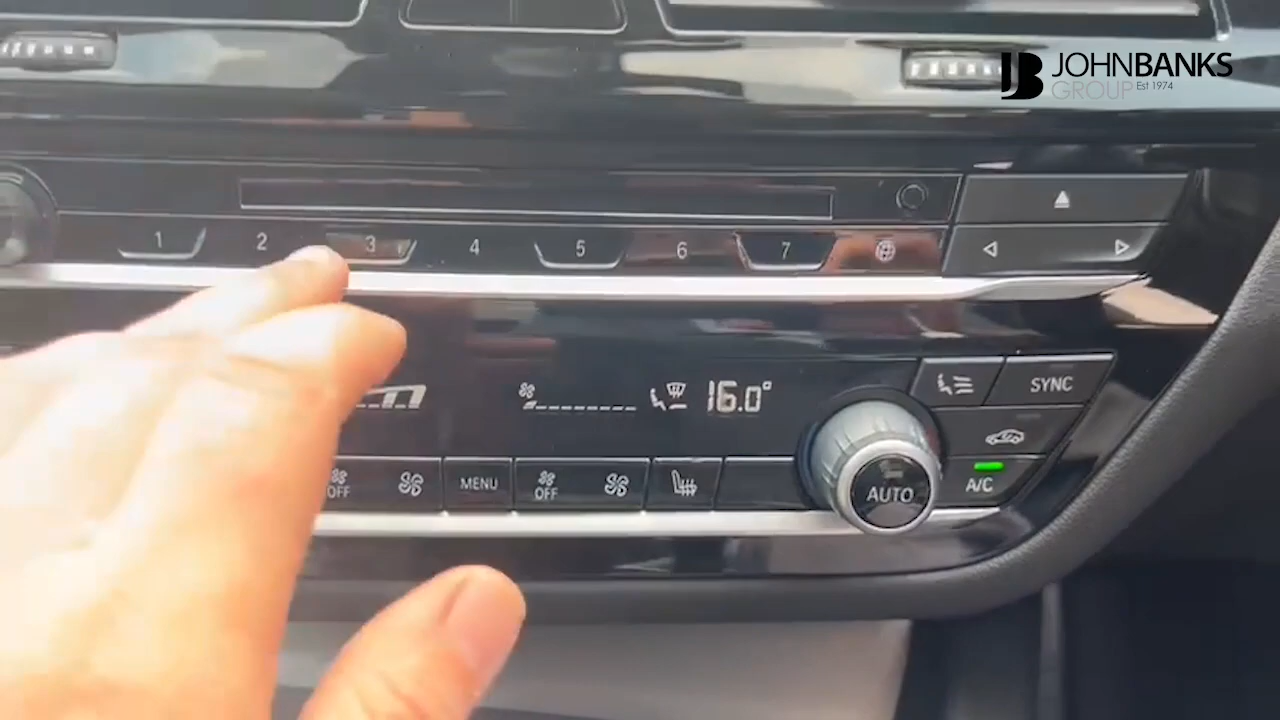 JOHNBANKS
GROUP Est 1974
1 2 3 4 5 6 7
16.0°
SYNC
OFF MENU OFF AUTO A/C